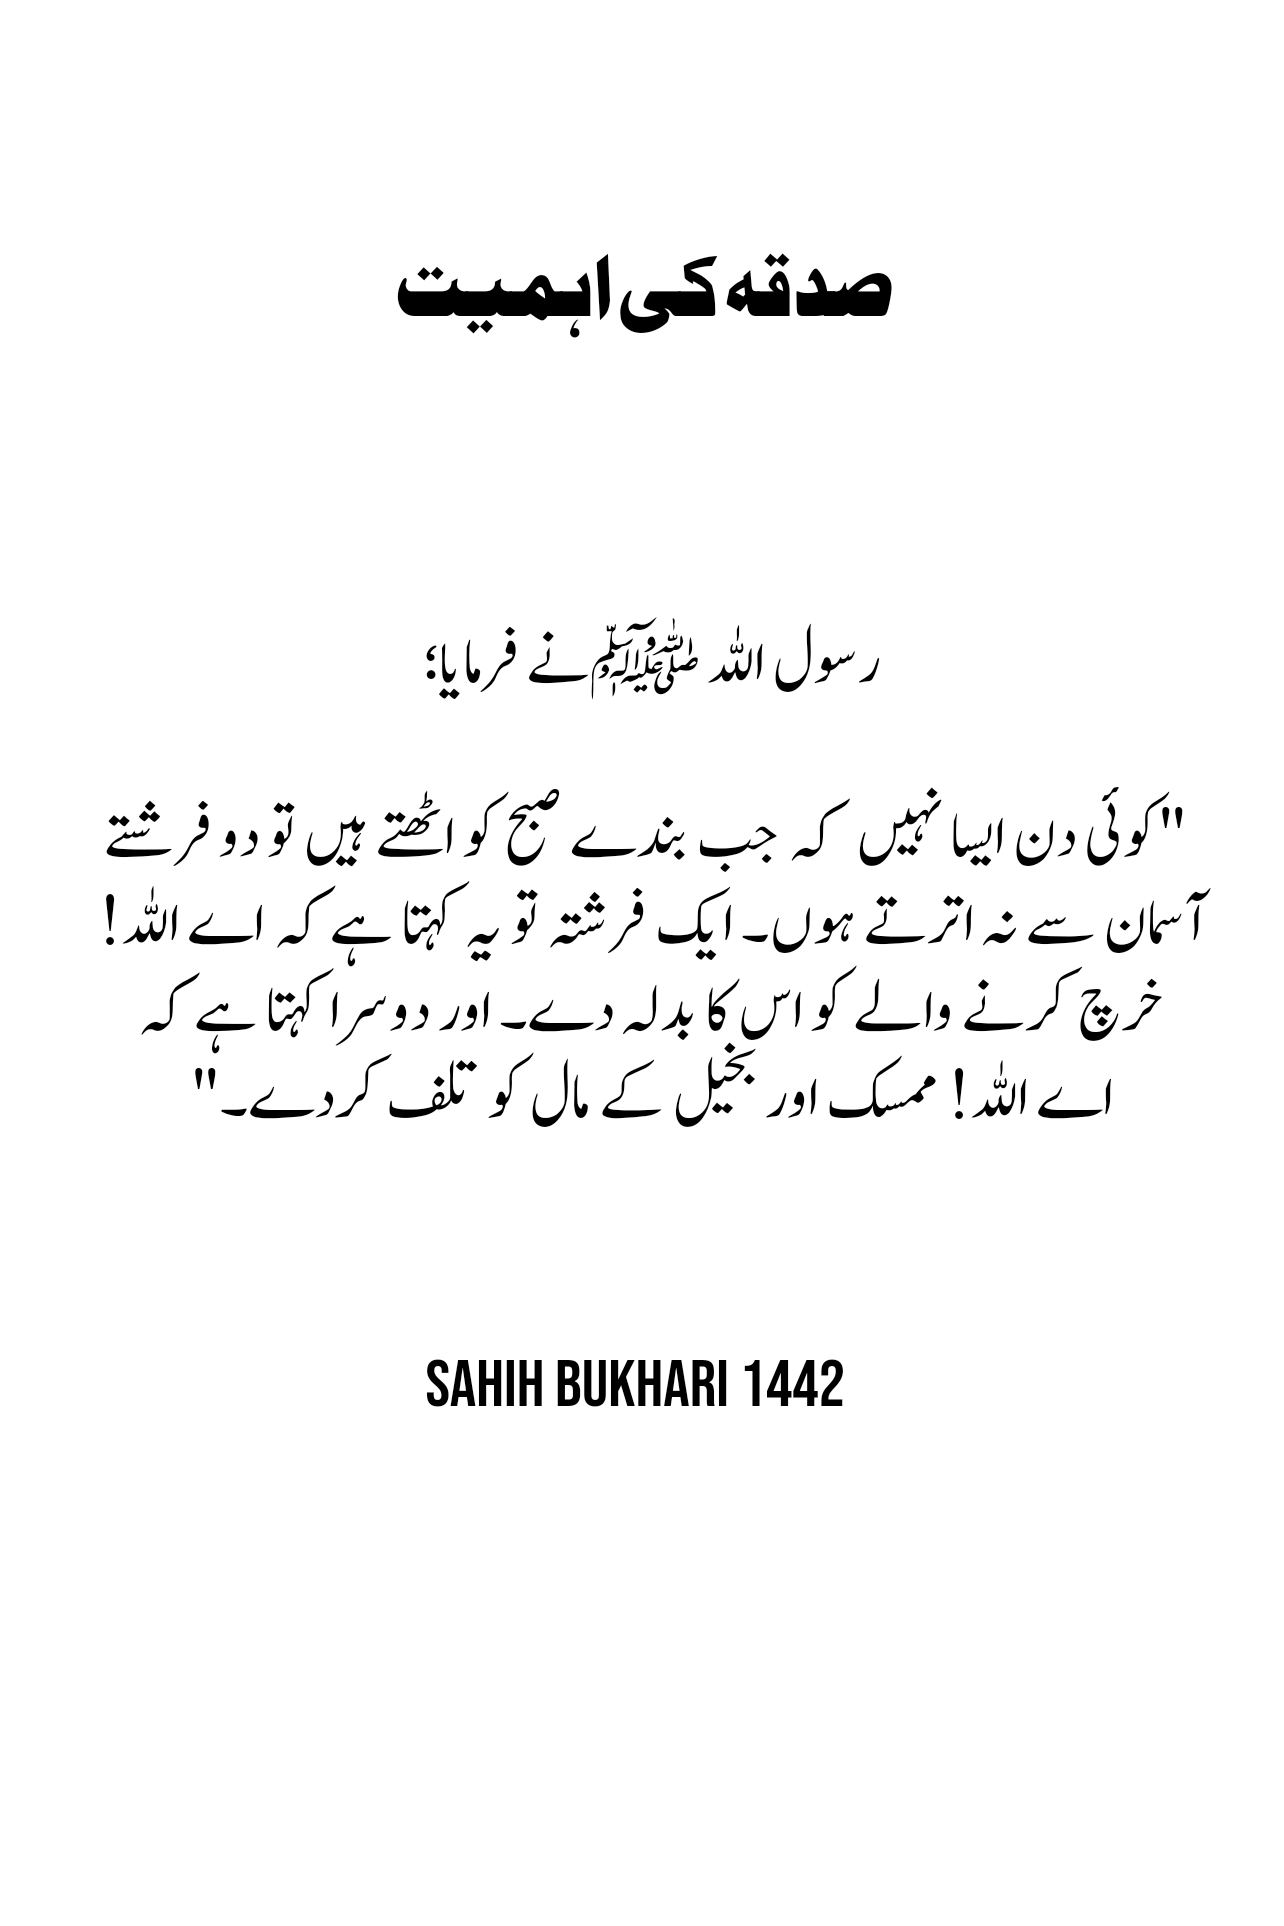 صدقہ کی اہمیت
رسول اللہ ﷺ نے فرمایا؛
"کوئی دن ایسا نہیں کہ جب بندے صبح کو اٹھتے ہیں تو دو فرشتے
آسمان سے نہ اترتے ہوں۔ ایک فرشتہ تو یہ کہتا ہے کہ اے اللہ!
خرچ کرنے والے کو اس کا بدلہ دے۔ اور دوسرا کہتا ہے کہ
اے اللہ! ممسک اور بخیل کے مال کو تلف کردے۔"
SAHIH BUKHARI 1442